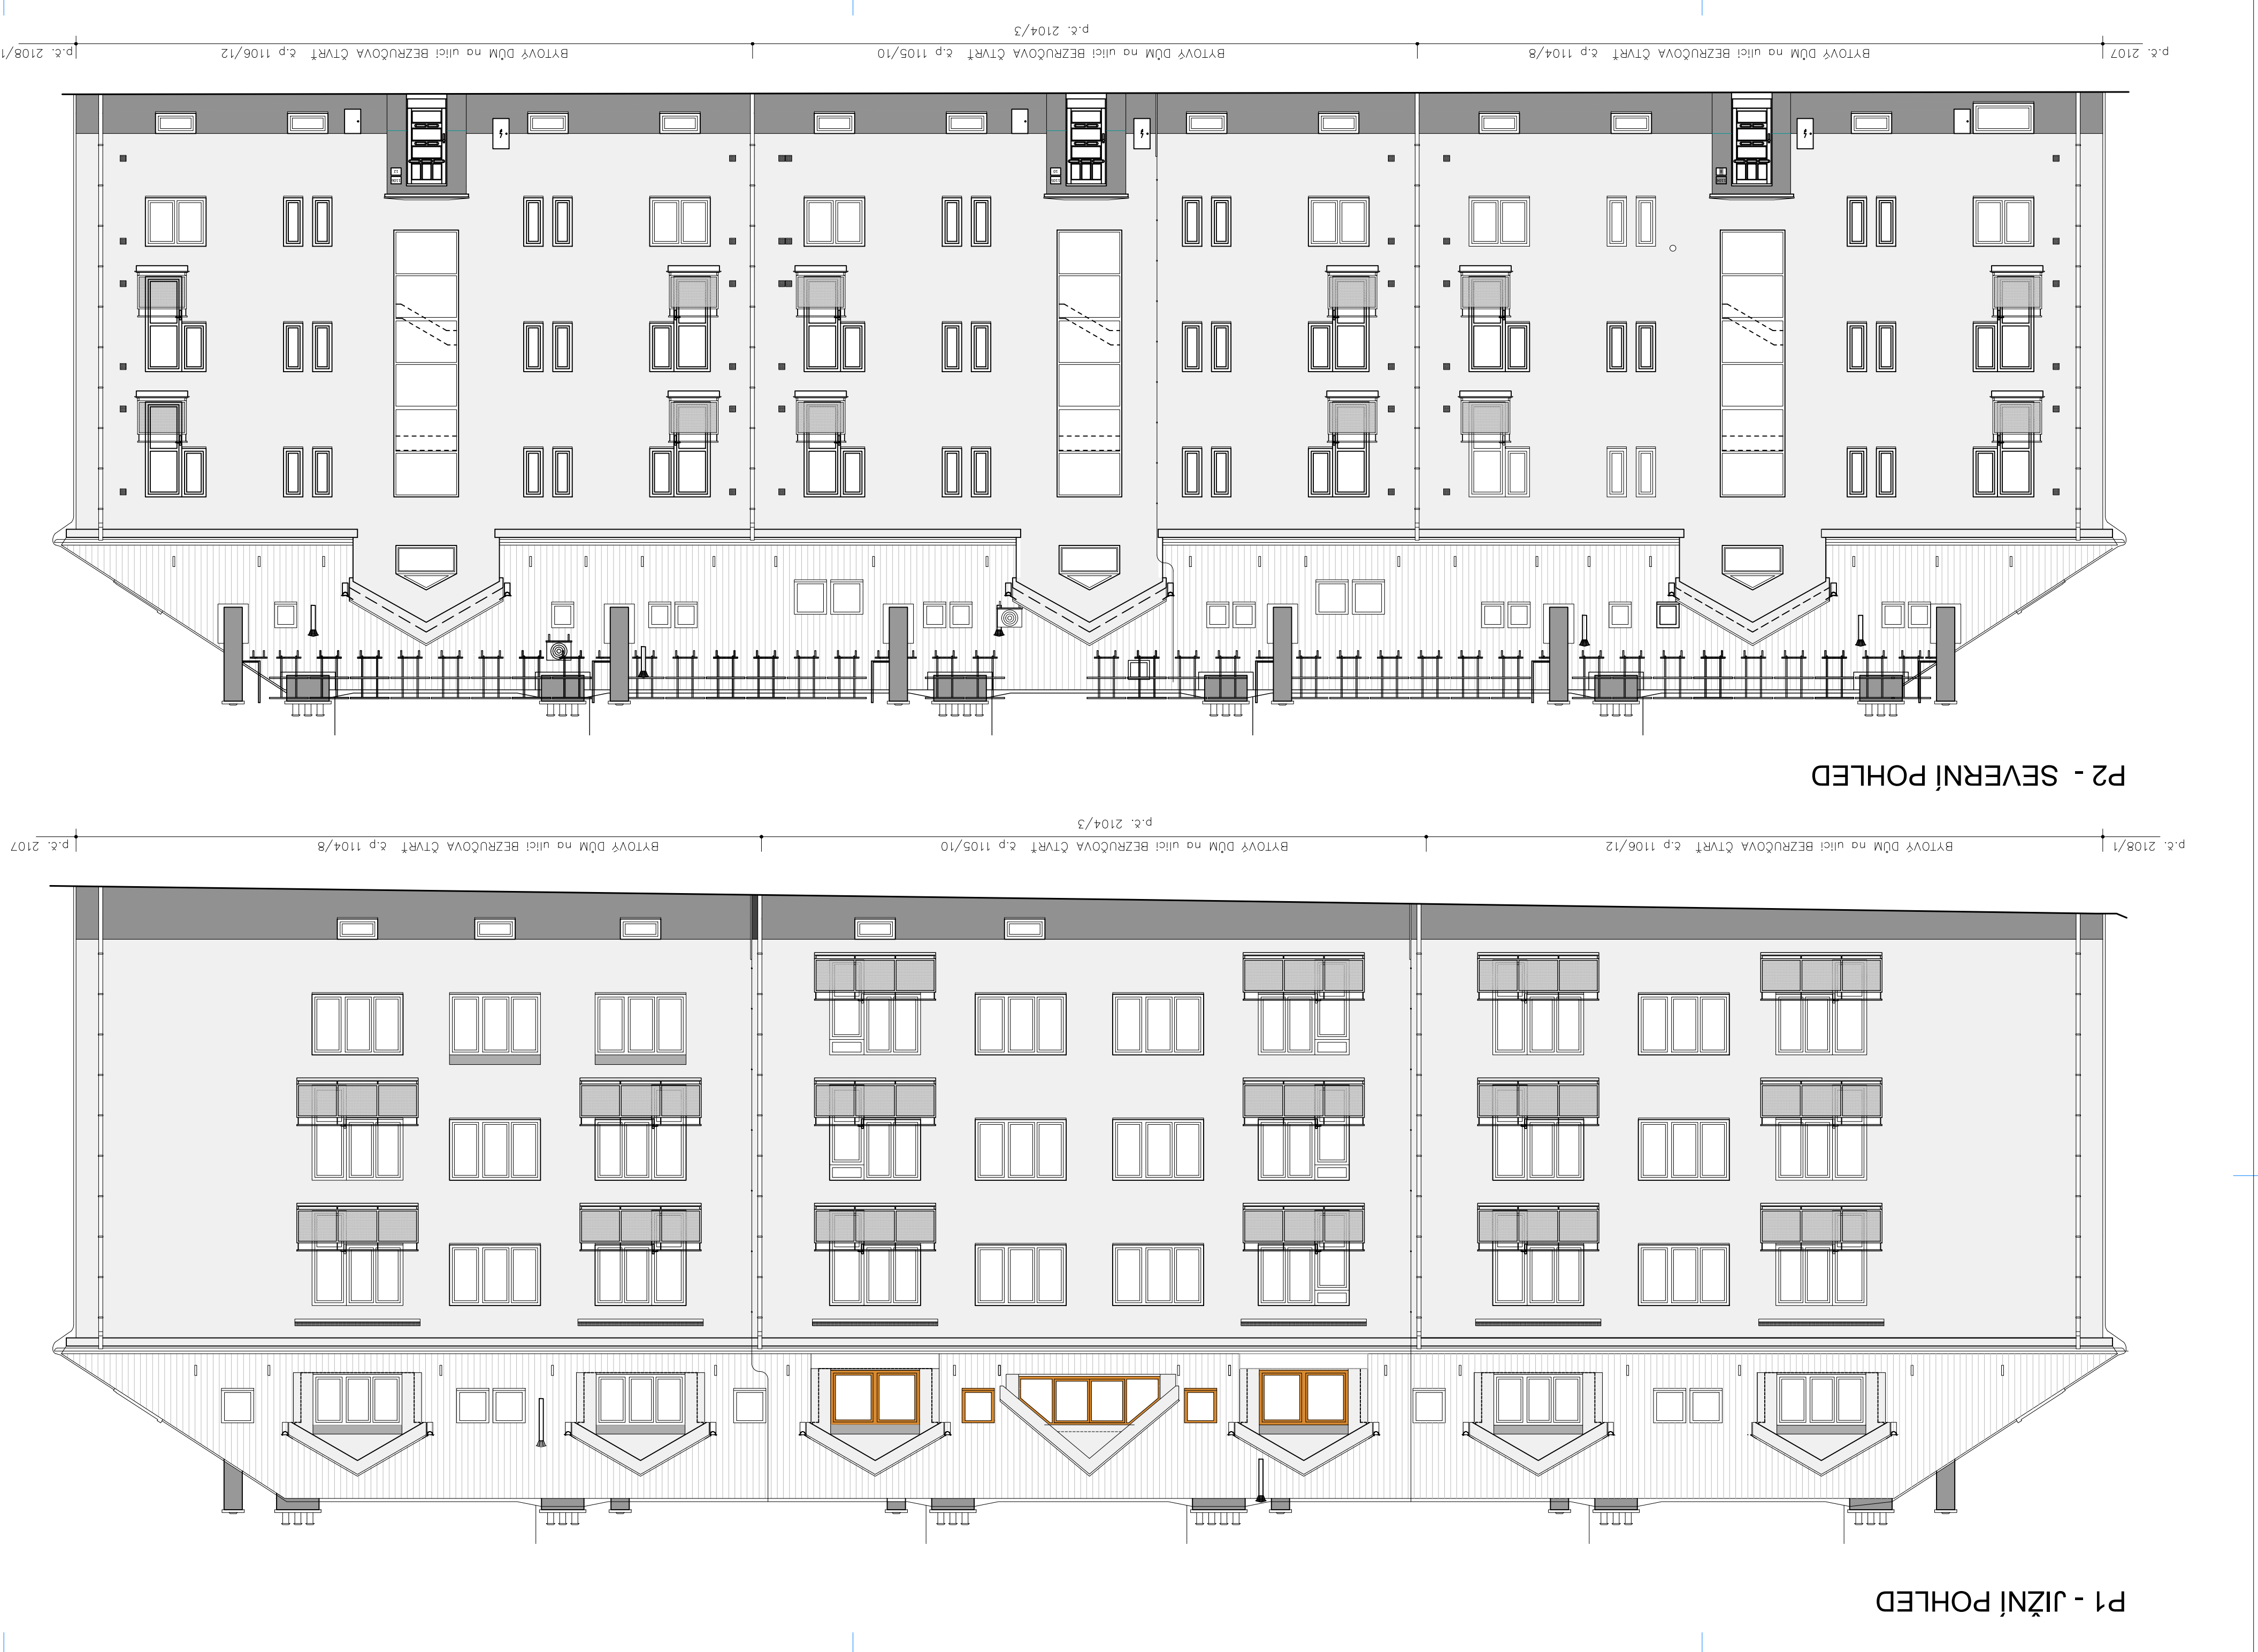 P1 - JIŽNÍ POHLED
p.č. 2108/1 BYTOVÝ DŮM na ulici BEZRUČOVA ČTVRŤ č.p 1106/12 BYTOVÝ DŮM na ulici BEZRUČOVA ČTVRŤ č.p 1105/10 BYTOVÝ DŮM na ulici BEZRUČOVA ČTVRŤ č.p 1104/8 p.č. 2107
p.č. 2104/3
P2 - SEVERNÍ POHLED
p.č. 2107 BYTOVÝ DŮM na ulici BEZRUČOVA ČTVRŤ č.p 1104/8 BYTOVÝ DŮM na ulici BEZRUČOVA ČTVRŤ č.p 1105/10 BYTOVÝ DŮM na ulici BEZRUČOVA ČTVRŤ č.p 1106/12 p.č. 2108/1
p.č. 2104/3